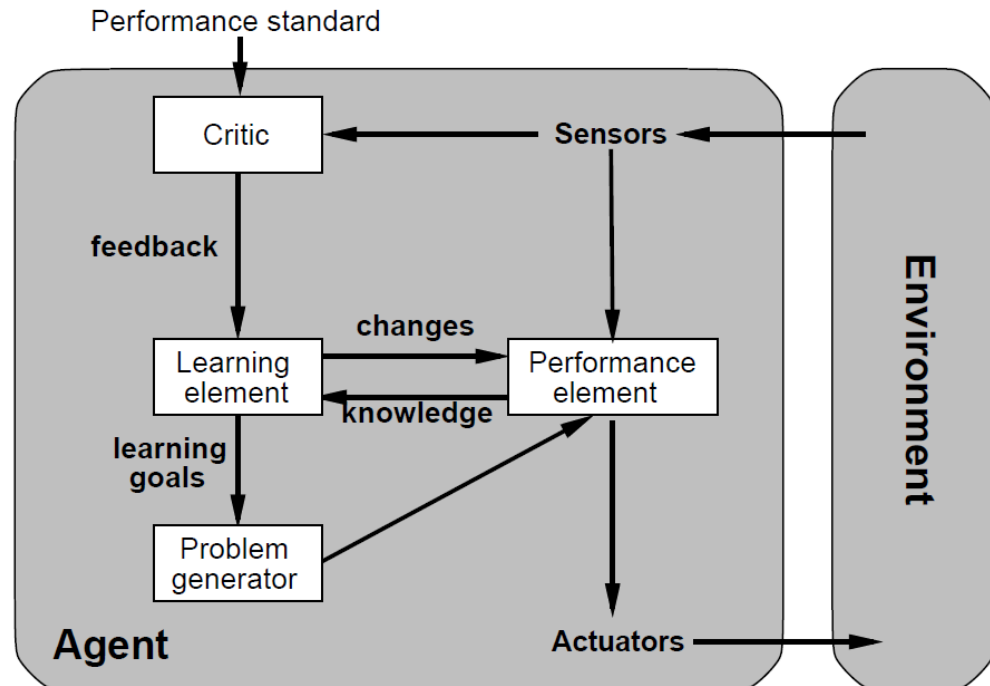 Performance standard
Critic
Sensors
feedback
changes
Learning
element
Performance
element
knowledge
learning
goals
Problem
generator
Agent
Actuators
Environment